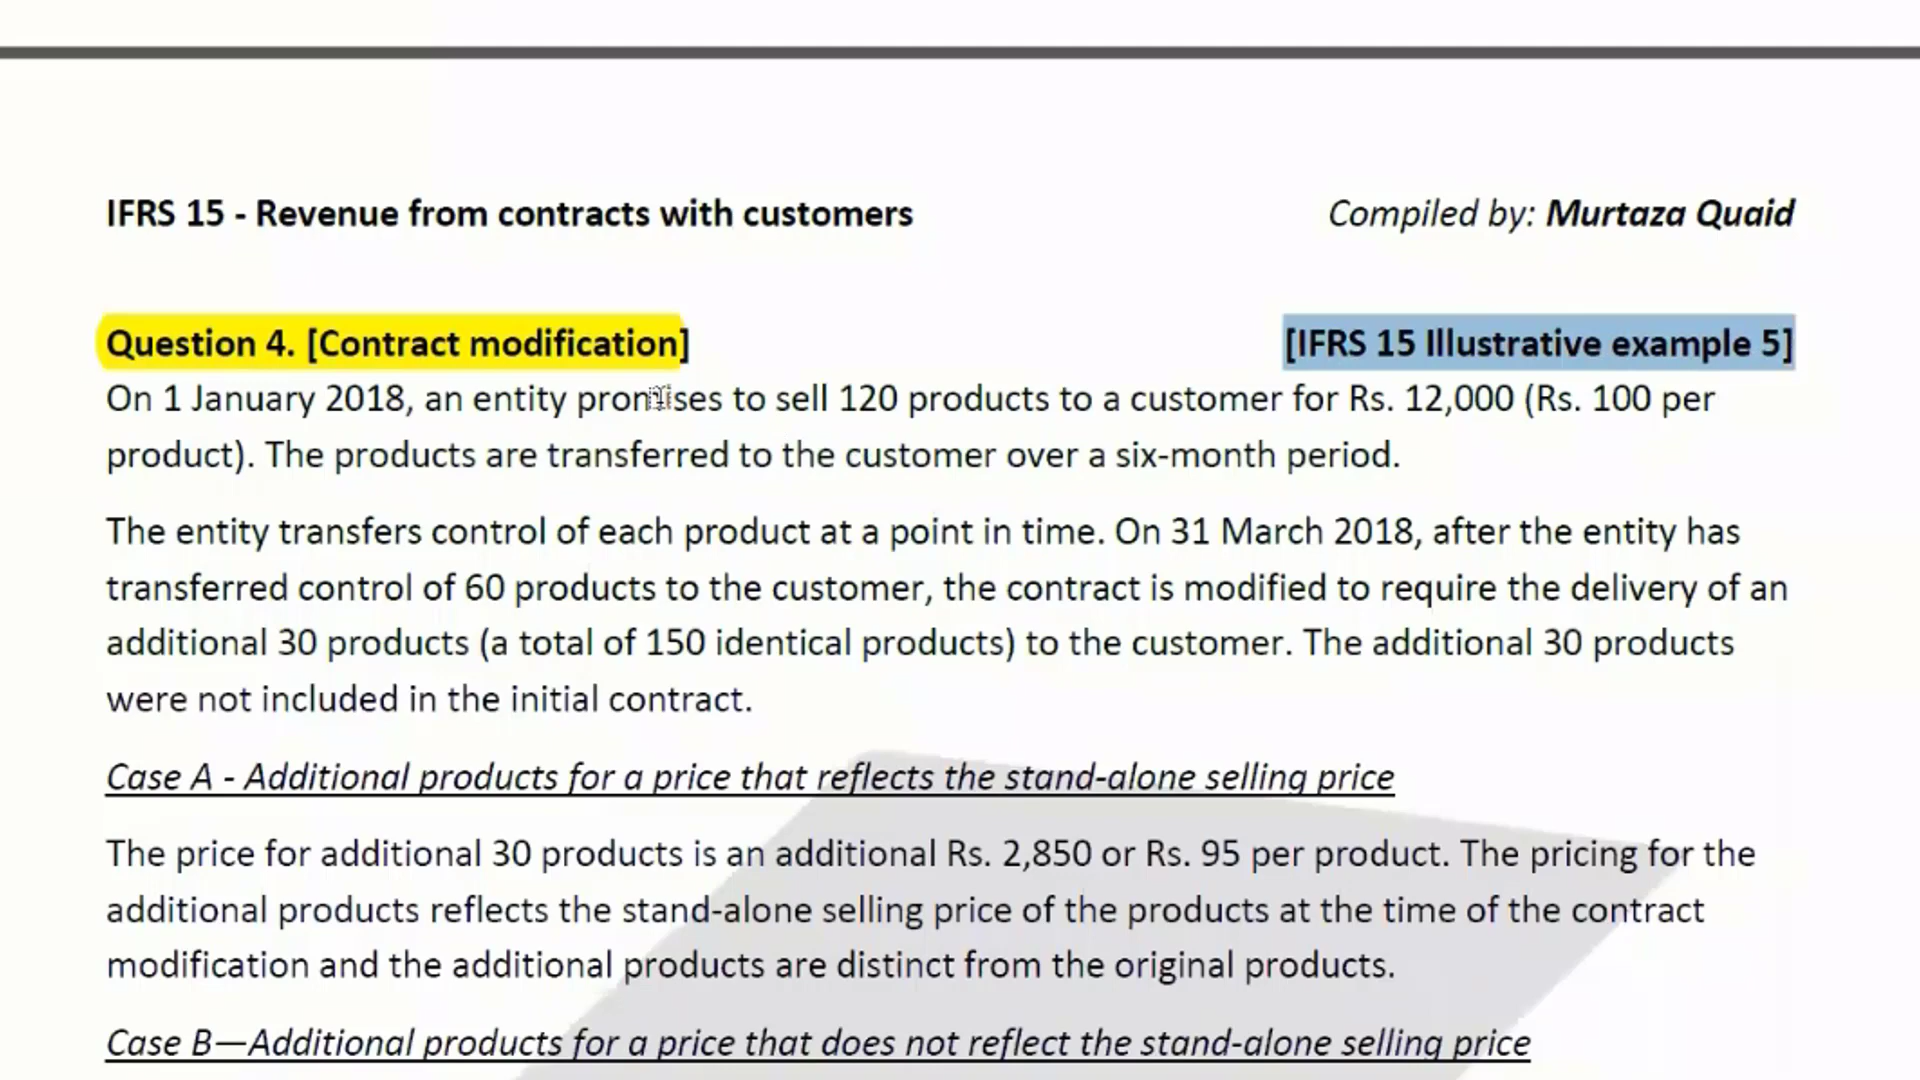 IFRS 15 - Revenue from contracts with customers
Compiled by: Murtaza Quaid
Question 4. [Contract modification]
[IFRS 15 Illustrative example 5]
On 1 January 2018, an entity promises to sell 120 products to a customer for Rs. 12,000 (Rs. 100 per
product). The products are transferred to the customer over a six-month period.
The entity transfers control of each product at a point in time. On 31 March 2018, after the entity has
transferred control of 60 products to the customer, the contract is modified to require the delivery of an
additional 30 products (a total of 150 identical products) to the customer. The additional 30 products
were not included in the initial contract.
Case A - Additional products for a price that reflects the stand-alone selling price
The price for additional 30 products is an additional Rs. 2,850 or Rs. 95 per product. The pricing for the
additional products reflects the stand-alone selling price of the products at the time of the contract
modification and the additional products are distinct from the original products.
Case B—Additional products for a price that does not reflect the stand-alone selling price